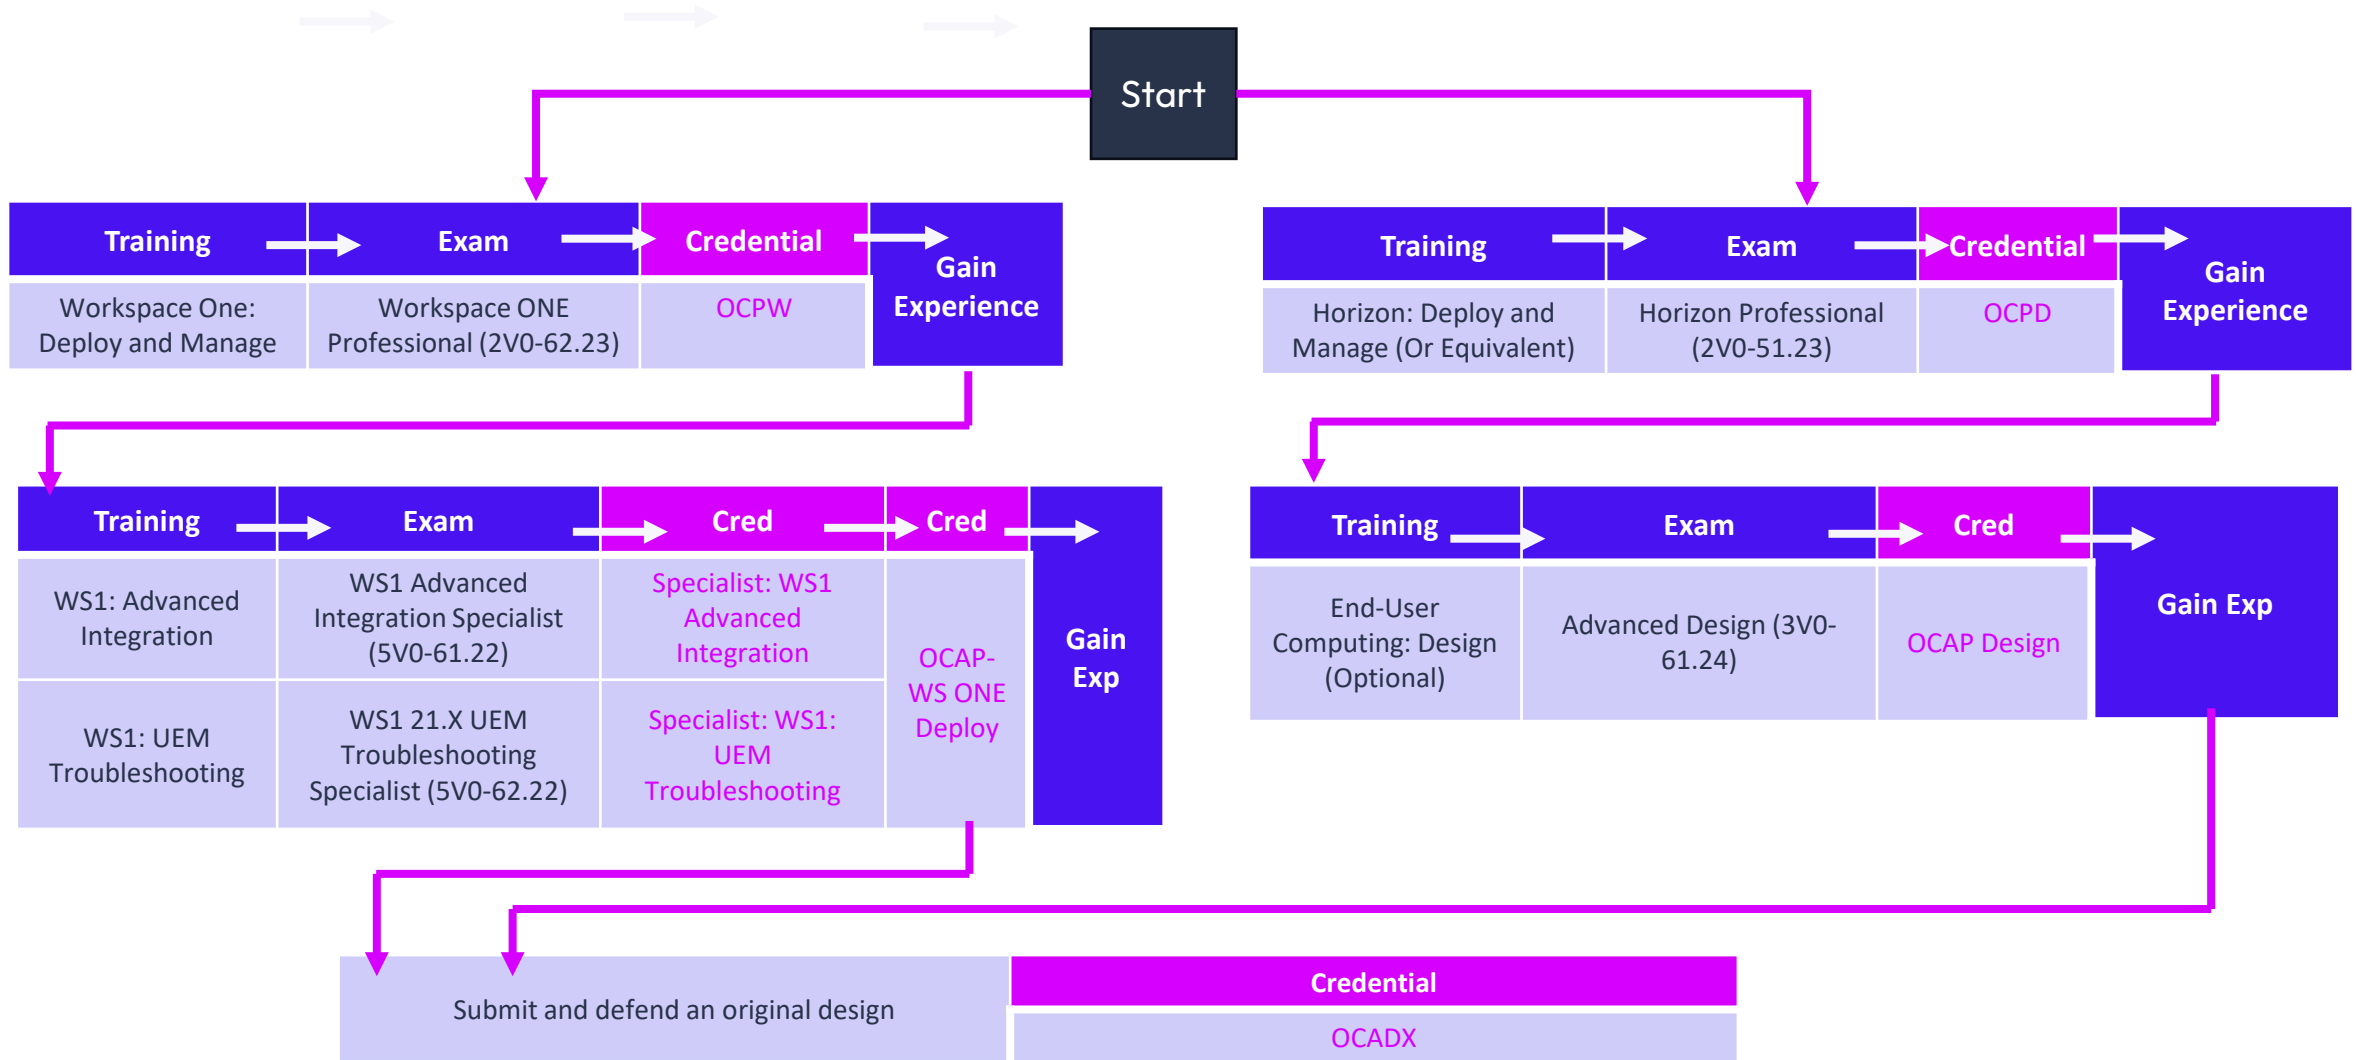 Start
Training
Exam
Credential
Gain
Experience
Workspace One:
Deploy and Manage
Workspace ONE
Professional (2V0-62.23)
OCPW
Training
Exam
Credential
Gain
Experience
Horizon: Deploy and
Manage (Or Equivalent)
Horizon Professional
(2V0-51.23)
OCPD
Training
Exam
Cred
Cred
Gain
Exp
WS1: Advanced
Integration
WS1 Advanced
Integration Specialist
(5V0-61.22)
Specialist: WS1
Advanced
Integration
OCAP-
WS ONE
Deploy
WS1: UEM
Troubleshooting
WS1 21.X UEM
Troubleshooting
Specialist (5V0-62.22)
Specialist: WS1:
UEM
Troubleshooting
Training
Exam
Cred
Gain Exp
End-User
Computing: Design
(Optional)
Advanced Design (3V0-
61.24)
OCAP Design
Submit and defend an original design
Credential
OCADX